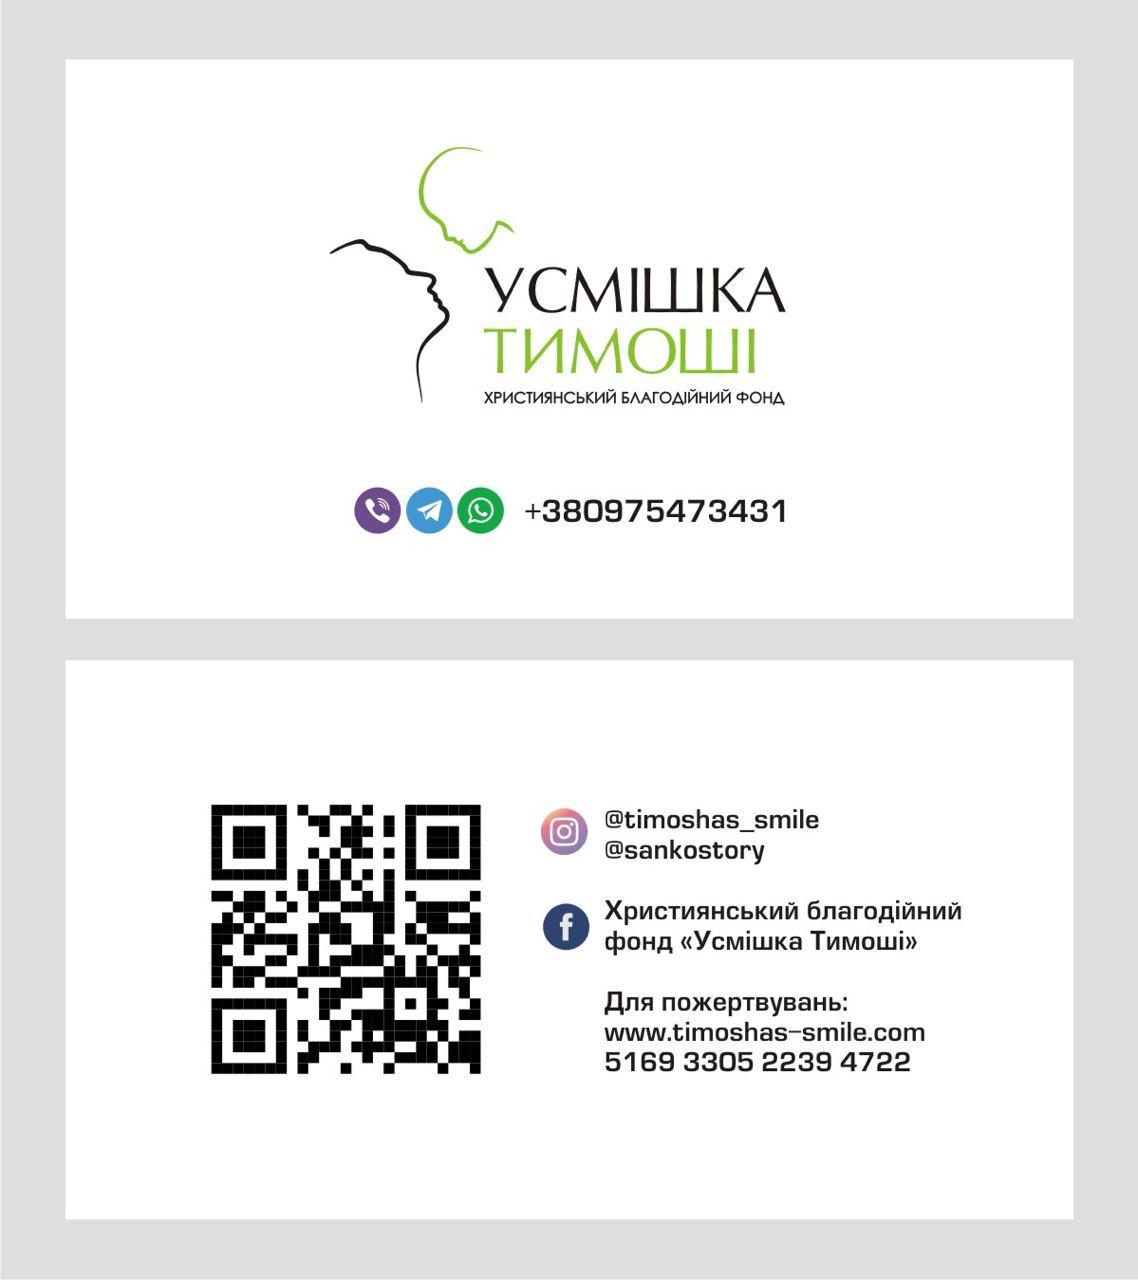 УСМІШКА
ТИМОШІ
ХРИСТИЯНСЬКИЙ БЛАГОДІЙНИЙ ФОНД
+380975473431
@timoshas_smile
@sankostory
Християнський благодійний
фонд «Усмішка Тимоші»
Для пожертвувань:
www.timoshas-smile.com
5169 3305 2239 4722